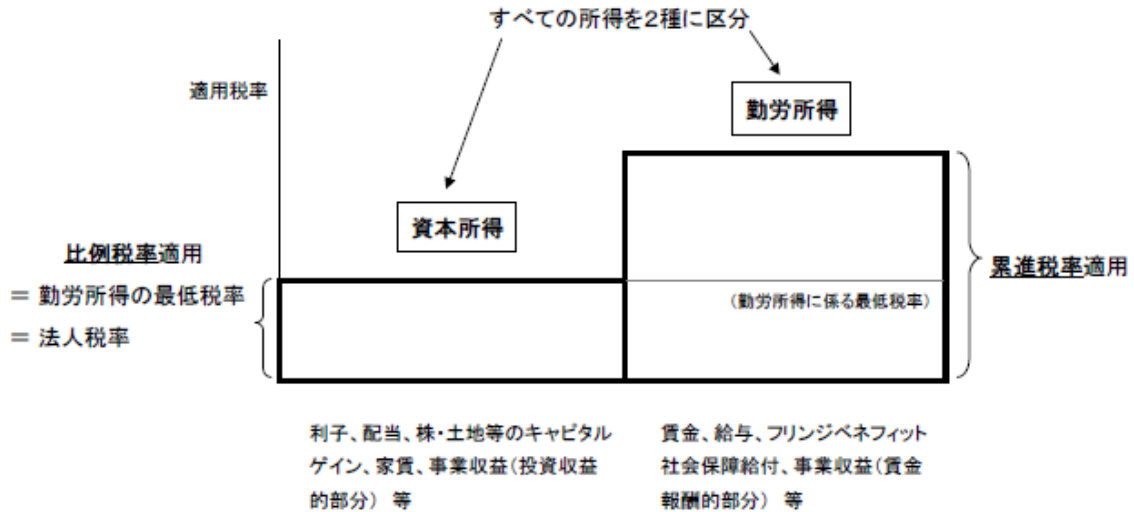 すべての所得を2種に区分
適用税率
勤労所得
資本所得
比例税率適用
＝ 勤労所得の最低税率
＝ 法人税率
(勤労所得に係る最低税率)
累進税率適用
利子、配当、株・土地等のキャピタル
ゲイン、家賃、事業収益(投資収益
的部分) 等
賃金、給与、フリンジベネフィット
社会保障給付、事業収益(賃金
報酬的部分) 等